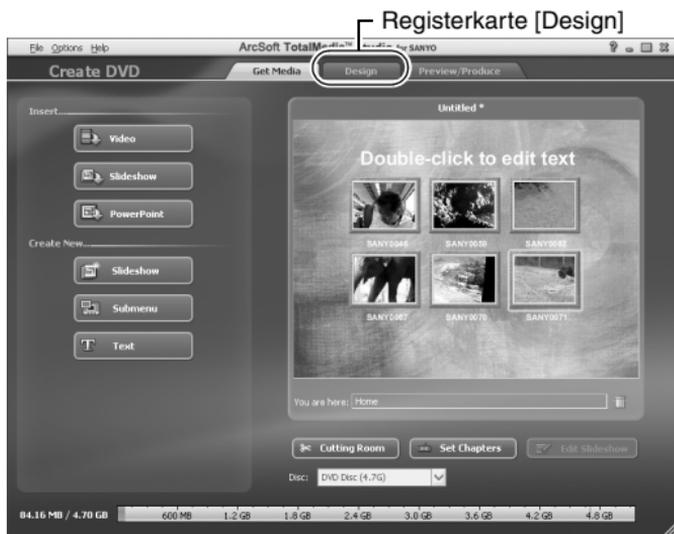 Registerkarte [Design]
File Options Help
ArcSoft TotalMedia™ Studio for SANYO
Create DVD
Get Media
Design
Preview/Produce
Insert
Video
Slideshow
PowerPoint
Create New
Slideshow
Submenu
T Text
Untitled *
Double-click to edit text
SANY0046 SANY0050 SANY0062
SANY0067 SANY0070 SANY0071
You are here: Home
Cutting Room
Set Chapters
Edit Slideshow
Disc: DVD Disc (4.7G)
84.16 MB / 4.70 GB
600 MB 1.2 GB 1.8 GB 2.4 GB 3.0 GB 3.6 GB 4.2 GB 4.8 GB